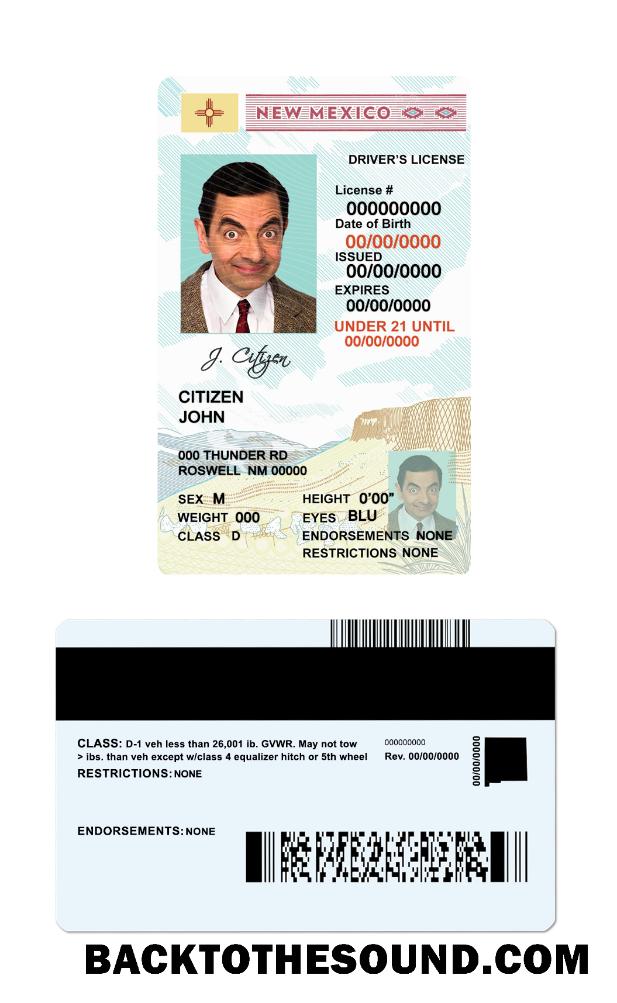 NEW MEXICO
DRIVER'S LICENSE
License #
000000000
Date of Birth
00/00/0000
ISSUED
00/00/0000
EXPIRES
00/00/0000
UNDER 21 UNTIL
00/00/0000
J. Citizen
CITIZEN
JOHN
000 THUNDER RD
ROSWELL NM 00000
SEX M
HEIGHT 0'00"
WEIGHT 000
EYES BLU
CLASS D
ENDORSEMENTS NONE
RESTRICTIONS NONE
CLASS: D-1 veh less than 26,001 ib. GVWR. May not tow
> ibs. than veh except w/class 4 equalizer hitch or 5th wheel
RESTRICTIONS: NONE
000000000
Rev. 00/00/0000
00/00/0000
ENDORSEMENTS: NONE
BACKTOTHESOUND.COM